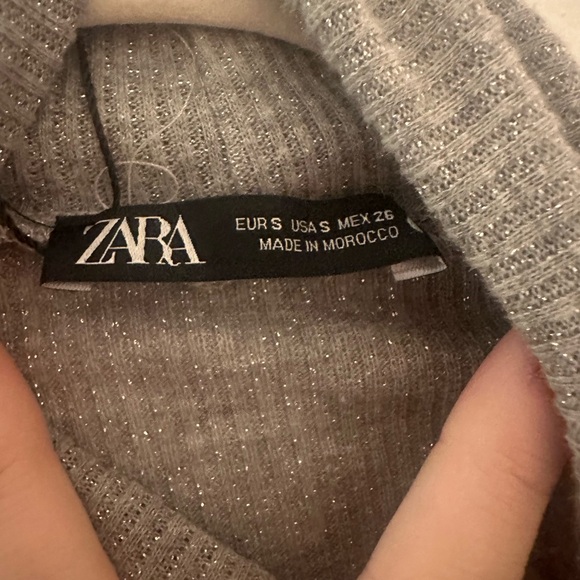 ZARA
EUR S USA S MEX 26
MADE IN MOROCCO